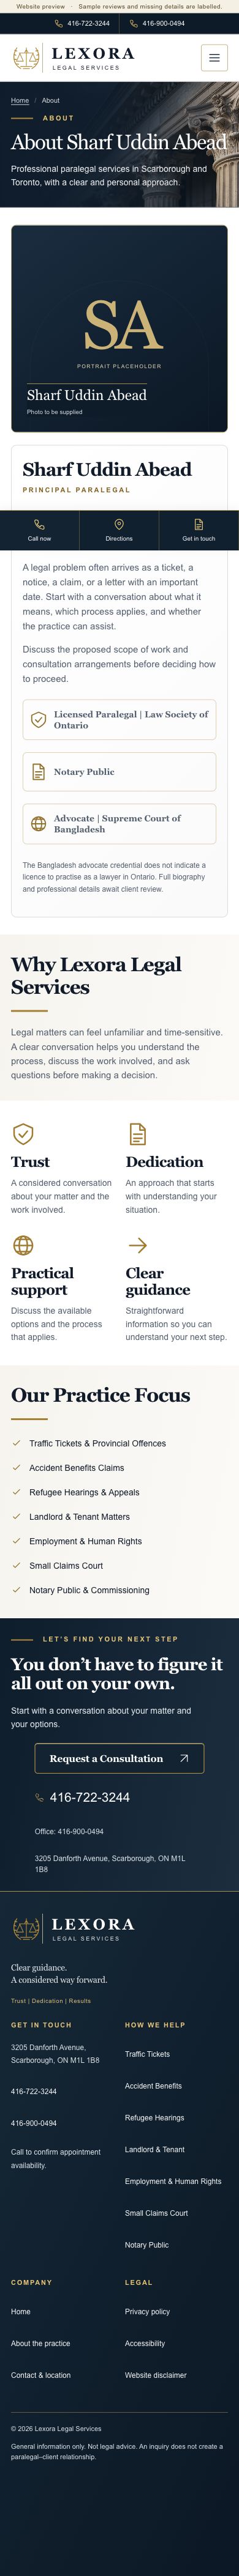 Website preview · Sample reviews and missing details are labelled.
416-722-3244
416-900-0494
LEXORA
LEGAL SERVICES
Home / About
ABOUT
About Sharf Uddin Abead
Professional paralegal services in Scarborough and
Toronto, with a clear and personal approach.
SA
PORTRAIT PLACEHOLDER
Sharf Uddin Abead
Photo to be supplied
Sharf Uddin Abead
PRINCIPAL PARALEGAL
Call now
Directions
Get in touch
A legal problem often arrives as a ticket, a
notice, a claim, or a letter with an important
date. Start with a conversation about what it
means, which process applies, and whether
the practice can assist.
Discuss the proposed scope of work and
consultation arrangements before deciding how
to proceed.
Licensed Paralegal | Law Society of
Ontario
Notary Public
Advocate | Supreme Court of
Bangladesh
The Bangladesh advocate credential does not indicate a
licence to practise as a lawyer in Ontario. Full biography
and professional details await client review.
Why Lexora Legal
Services
Legal matters can feel unfamiliar and time-sensitive.
A clear conversation helps you understand the
process, discuss the work involved, and ask
questions before making a decision.
Trust
A considered conversation
about your matter and the
work involved.
Dedication
An approach that starts
with understanding your
situation.
Practical
support
Discuss the available
options and the process
that applies.
Clear
guidance
Straightforward
information so you can
understand your next step.
Our Practice Focus
Traffic Tickets & Provincial Offences
Accident Benefits Claims
Refugee Hearings & Appeals
Landlord & Tenant Matters
Employment & Human Rights
Small Claims Court
Notary Public & Commissioning
LET'S FIND YOUR NEXT STEP
You don't have to figure it
all out on your own.
Start with a conversation about your matter and
your options.
Request a Consultation
416-722-3244
Office: 416-900-0494
3205 Danforth Avenue, Scarborough, ON M1L
1B8
LEXORA
LEGAL SERVICES
Clear guidance.
A considered way forward.
Trust | Dedication | Results
GET IN TOUCH
3205 Danforth Avenue,
Scarborough, ON M1L 1B8
416-722-3244
416-900-0494
Call to confirm appointment
availability.
HOW WE HELP
Traffic Tickets
Accident Benefits
Refugee Hearings
Landlord & Tenant
Employment & Human Rights
Small Claims Court
Notary Public
COMPANY
Home
About the practice
Contact & location
LEGAL
Privacy policy
Accessibility
Website disclaimer
© 2026 Lexora Legal Services
General information only. Not legal advice. An inquiry does not create a
paralegal–client relationship.